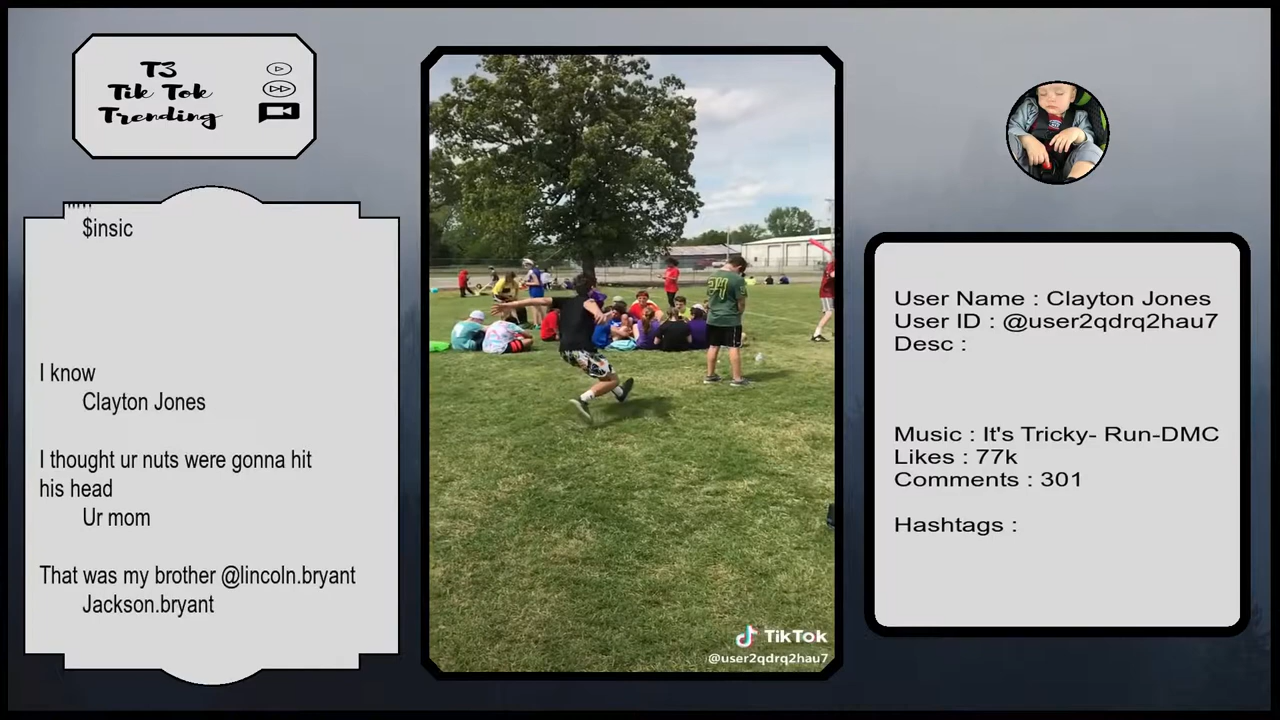 T3
Tik Tok
Trending
$insic
I know
Clayton Jones
I thought ur nuts were gonna hit
his head
Ur mom
That was my brother @lincoln.bryant
Jackson.bryant
24
TikTok
@user2qdrq2hau7
User Name : Clayton Jones
User ID : @user2qdrq2hau7
Desc :
Music : It's Tricky- Run-DMC
Likes : 77k
Comments : 301
Hashtags :